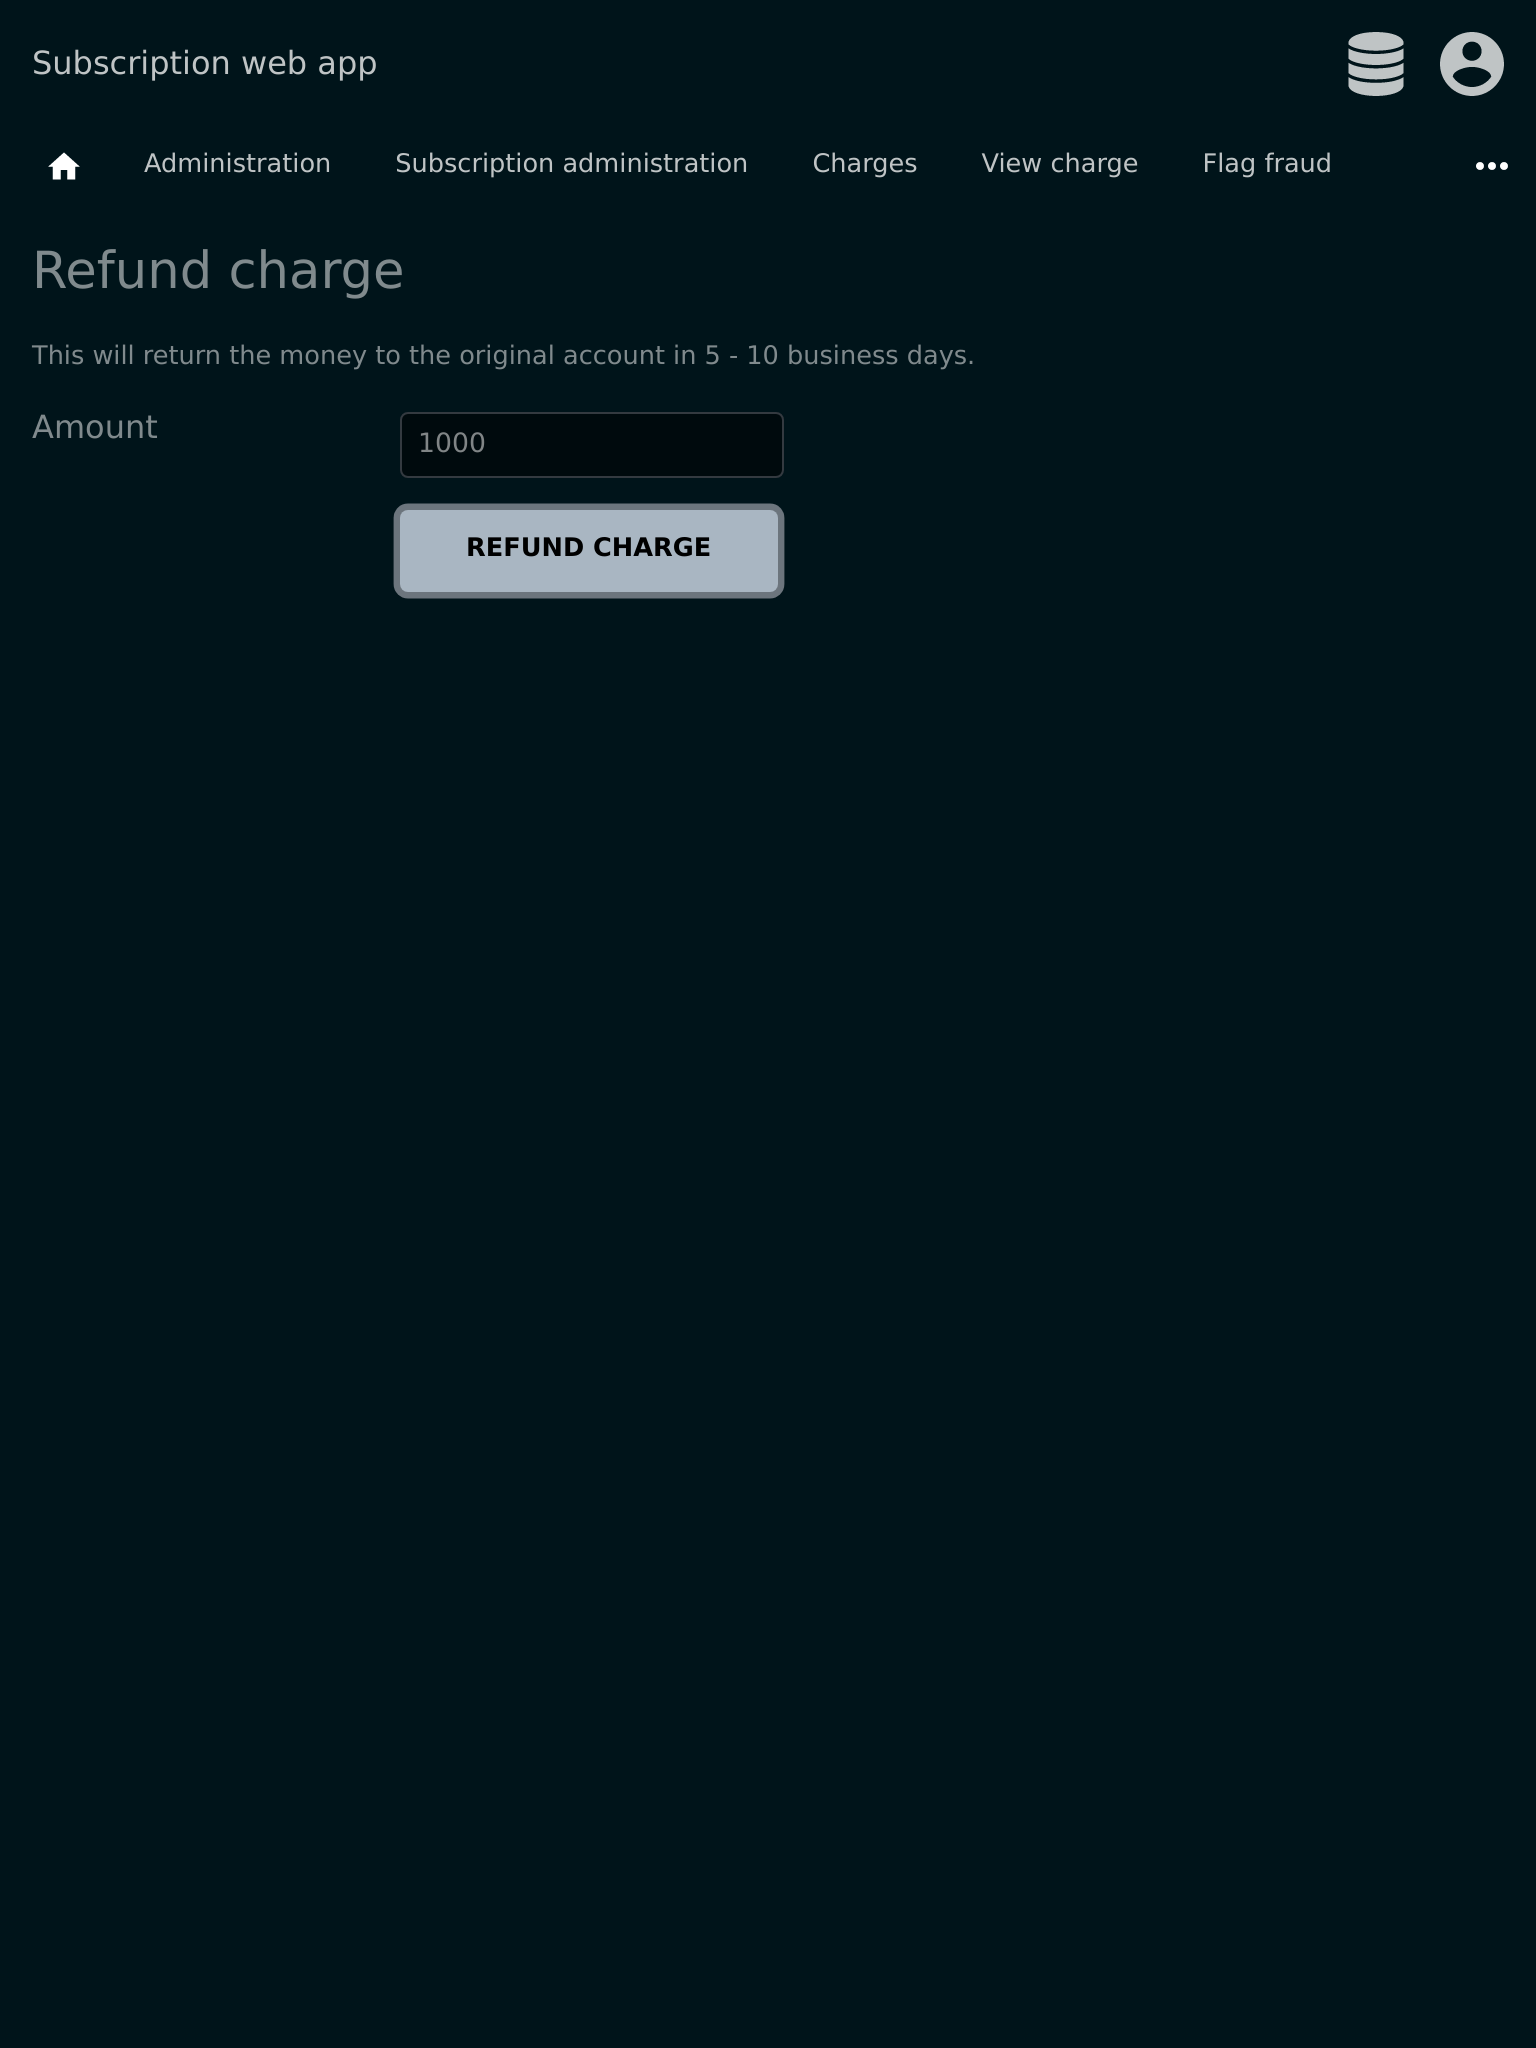 Subscription web app
Administration Subscription administration Charges View charge Flag fraud
Refund charge
This will return the money to the original account in 5 - 10 business days.
Amount 1000
REFUND CHARGE